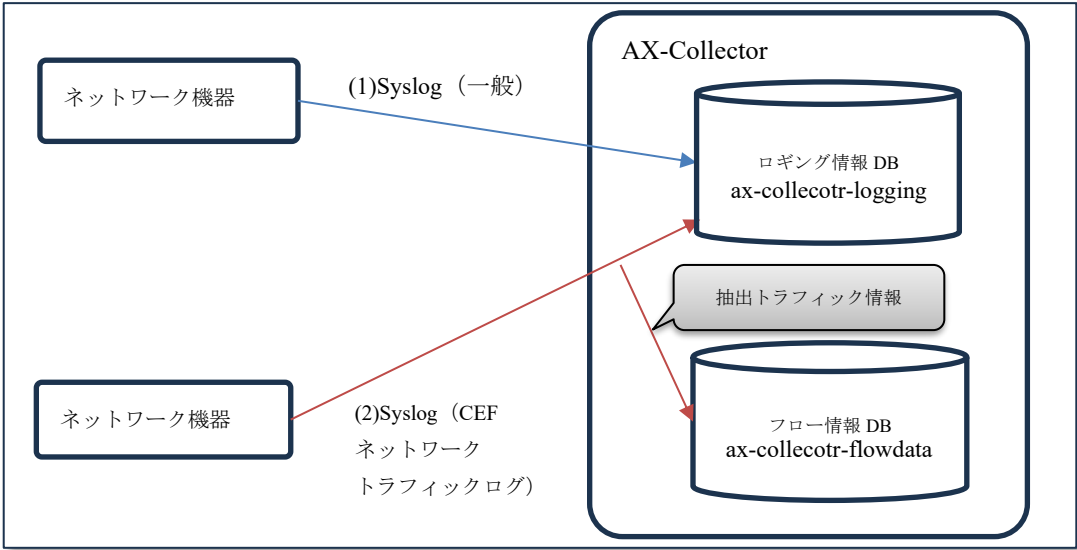 AX-Collector
ネットワーク機器
(1)Syslog（一般）
ロギング情報 DB
ax-collecotr-logging
抽出トラフィック情報
ネットワーク機器
(2)Syslog（CEF
ネットワーク
トラフィックログ）
フロー情報 DB
ax-collecotr-flowdata